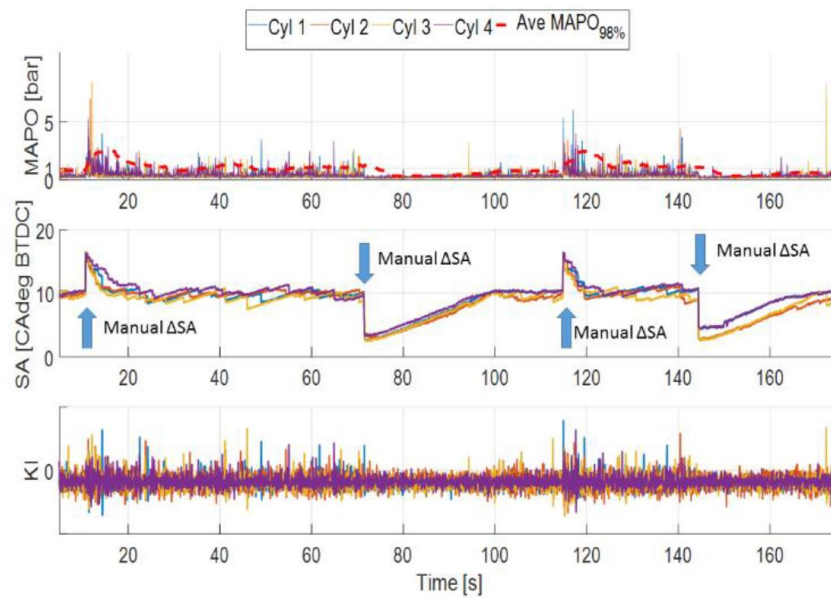 Cyl 1 Cyl 2 Cyl 3 Cyl 4 Ave MAPO98%
MAPO [bar]
5
1
0
20 40 60 80 100 120 140 160
SA [CAdeg BTDC]
20
10
0
Manual ΔSA
Manual ΔSA
Manual ΔSA
Manual ΔSA
20 40 60 80 100 120 140 160
KI
0
20 40 60 80 100 120 140 160
Time [s]